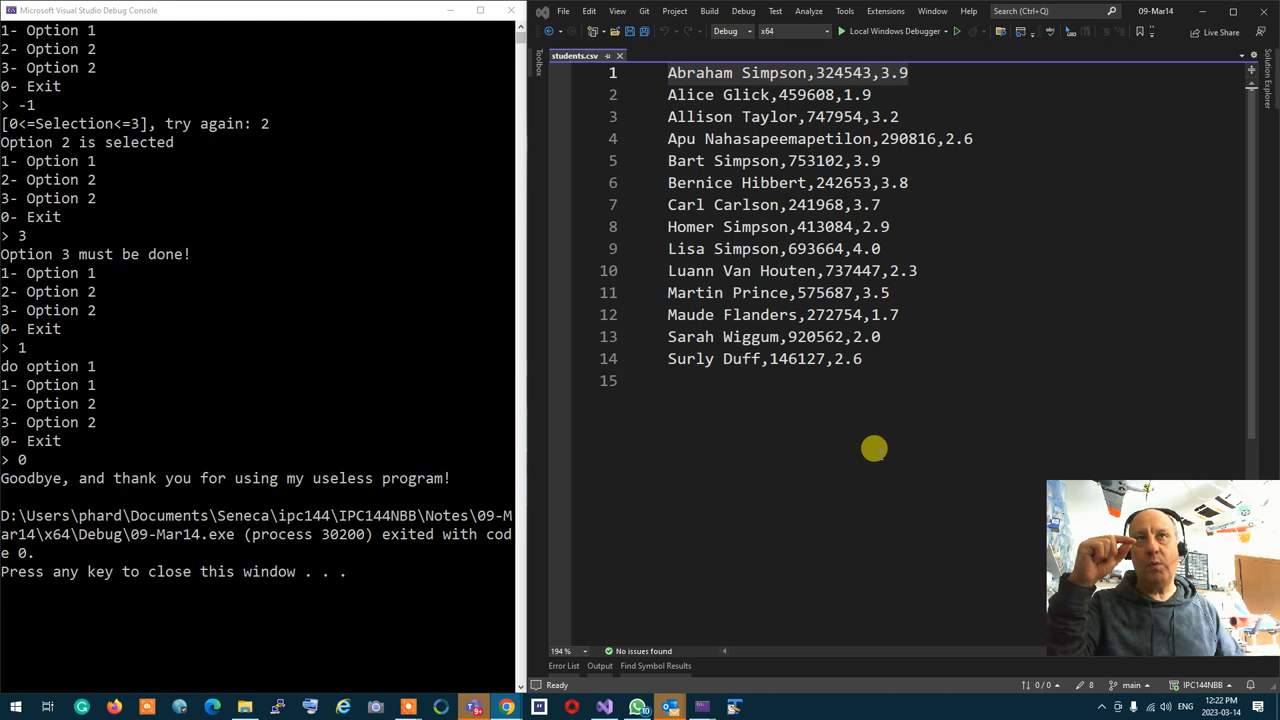 Microsoft Visual Studio Debug Console
1- Option 1
2- Option 2
3- Option 2
0- Exit
> -1
[0<=Selection<=3], try again: 2
Option 2 is selected
1- Option 1
2- Option 2
3- Option 2
0- Exit
> 3
Option 3 must be done!
1- Option 1
2- Option 2
3- Option 2
0- Exit
> 1
do option 1
1- Option 1
2- Option 2
3- Option 2
0- Exit
> 0
Goodbye, and thank you for using my useless program!
D:\Users\phard\Documents\Seneca\ipc144\IPC144NBB\Notes\09-M
ar14\x64\Debug\09-Mar14.exe (process 30200) exited with cod
e 0.
Press any key to close this window . . .
File Edit View Git Project Build Debug Test Analyze Tools Extensions Window Help Search (Ctrl+Q) 09-Mar14
Debug x64 Local Windows Debugger Live Share
Toolbox
students.csv
Solution Explorer
1 Abraham Simpson,324543,3.9
2 Alice Glick,459608,1.9
3 Allison Taylor,747954,3.2
4 Apu Nahasapeemapetilon,290816,2.6
5 Bart Simpson,753102,3.9
6 Bernice Hibbert,242653,3.8
7 Carl Carlson,241968,3.7
8 Homer Simpson,413084,2.9
9 Lisa Simpson,693664,4.0
10 Luann Van Houten,737447,2.3
11 Martin Prince,575687,3.5
12 Maude Flanders,272754,1.7
13 Sarah Wiggum,920562,2.0
14 Surly Duff,146127,2.6
15
194 % No issues found
Error List Output Find Symbol Results
Ready 0 / 0 8 main IPC144NBB
9+ 10 ENG 12:22 PM
2023-03-14